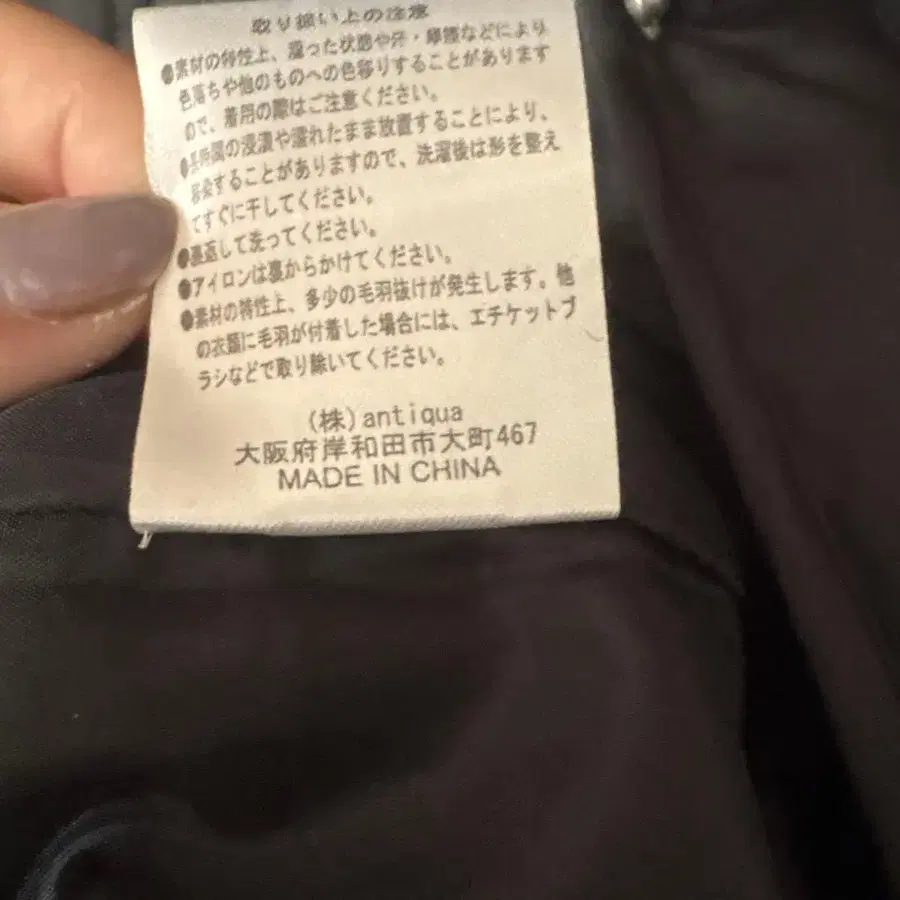 取り扱い上の注意
●素材の特性上、湿った状態や汗・摩擦などにより
色落ちや他のものへの色移りすることがあります
ので、着用の際はご注意ください。
●長時間の浸漬や濡れたまま放置することにより、
移染することがありますので、洗濯後は形を整え
てすぐに干してください。
●裏返して洗ってください。
●アイロンは裏からかけてください。
●素材の特性上、多少の毛羽抜けが発生します。他
の衣類に毛羽が付着した場合には、エチケットブ
ラシなどで取り除いてください。
(株)antiqua
大阪府岸和田市大町467
MADE IN CHINA